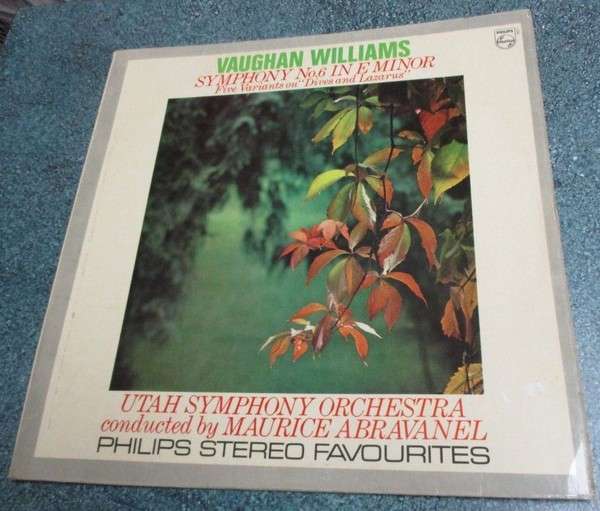 PHILIPS
VAUGHAN WILLIAMS
SYMPHONY No.6 IN E MINOR
Five Variants on "Dives and Lazarus"
UTAH SYMPHONY ORCHESTRA
conducted by MAURICE ABRAVANEL
PHILIPS STEREO FAVOURITES